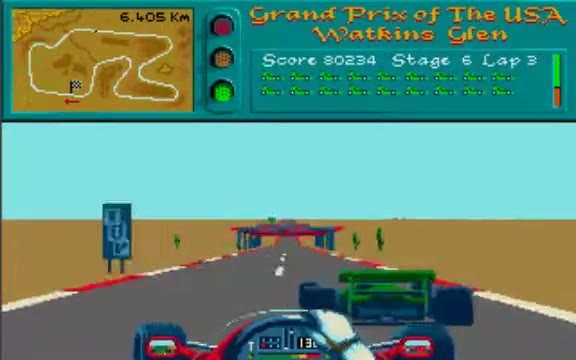 6.405 Km
Grand Prix of The USA
Watkins Glen
Score 80234 Stage 6 Lap 3